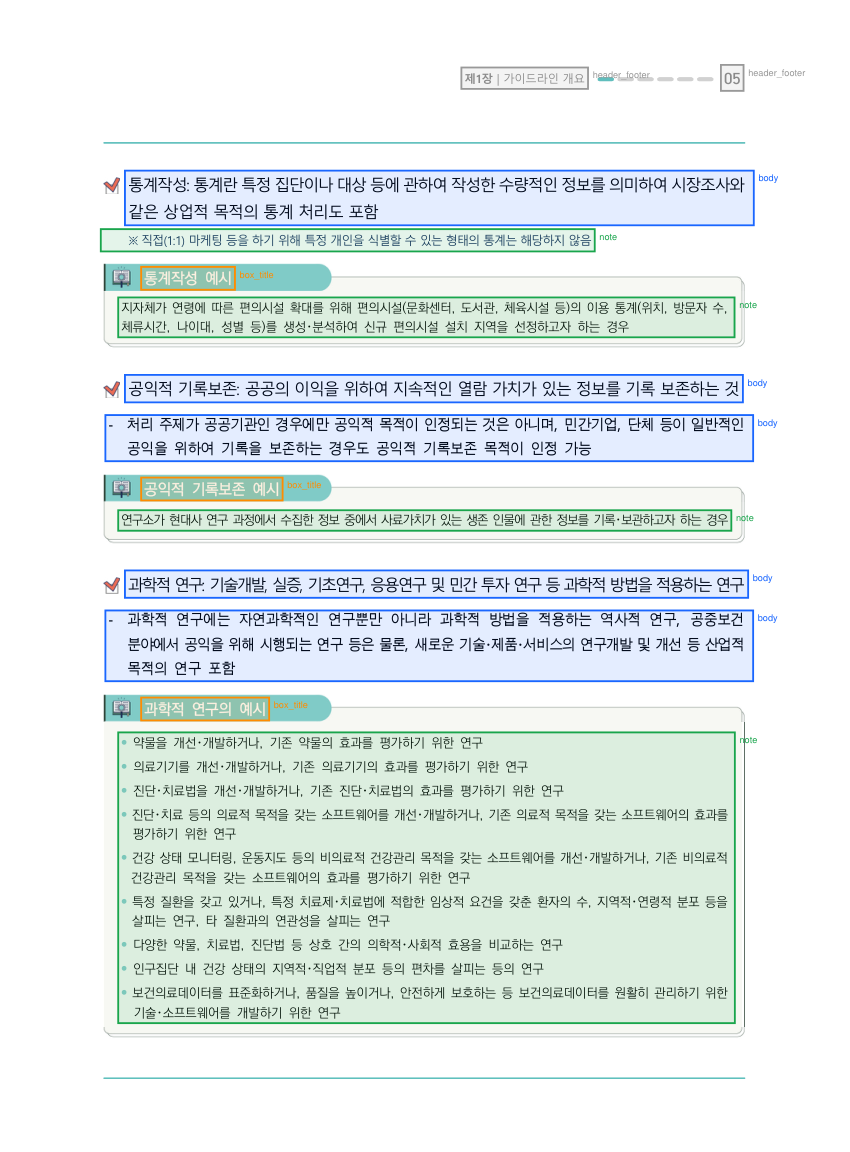 제1장 | 가이드라인 개요 header_footer 05 header_footer
통계작성: 통계란 특정 집단이나 대상 등에 관하여 작성한 수량적인 정보를 의미하여 시장조사와 body
같은 상업적 목적의 통계 처리도 포함
※ 직접(1:1) 마케팅 등을 하기 위해 특정 개인을 식별할 수 있는 형태의 통계는 해당하지 않음 note
통계작성 예시 box_title
지자체가 연령에 따른 편의시설 확대를 위해 편의시설(문화센터, 도서관, 체육시설 등)의 이용 통계(위치, 방문자 수, note
체류시간, 나이대, 성별 등)를 생성·분석하여 신규 편의시설 설치 지역을 선정하고자 하는 경우
공익적 기록보존: 공공의 이익을 위하여 지속적인 열람 가치가 있는 정보를 기록 보존하는 것 body
- 처리 주제가 공공기관인 경우에만 공익적 목적이 인정되는 것은 아니며, 민간기업, 단체 등이 일반적인 body
공익을 위하여 기록을 보존하는 경우도 공익적 기록보존 목적이 인정 가능
공익적 기록보존 예시 box_title
연구소가 현대사 연구 과정에서 수집한 정보 중에서 사료가치가 있는 생존 인물에 관한 정보를 기록·보관하고자 하는 경우 note
과학적 연구: 기술개발, 실증, 기초연구, 응용연구 및 민간 투자 연구 등 과학적 방법을 적용하는 연구 body
- 과학적 연구에는 자연과학적인 연구뿐만 아니라 과학적 방법을 적용하는 역사적 연구, 공중보건 body
분야에서 공익을 위해 시행되는 연구 등은 물론, 새로운 기술·제품·서비스의 연구개발 및 개선 등 산업적
목적의 연구 포함
과학적 연구의 예시 box_title
• 약물을 개선·개발하거나, 기존 약물의 효과를 평가하기 위한 연구 note
• 의료기기를 개선·개발하거나, 기존 의료기기의 효과를 평가하기 위한 연구
• 진단·치료법을 개선·개발하거나, 기존 진단·치료법의 효과를 평가하기 위한 연구
• 진단·치료 등의 의료적 목적을 갖는 소프트웨어를 개선·개발하거나, 기존 의료적 목적을 갖는 소프트웨어의 효과를
평가하기 위한 연구
• 건강 상태 모니터링, 운동지도 등의 비의료적 건강관리 목적을 갖는 소프트웨어를 개선·개발하거나, 기존 비의료적
건강관리 목적을 갖는 소프트웨어의 효과를 평가하기 위한 연구
• 특정 질환을 갖고 있거나, 특정 치료제·치료법에 적합한 임상적 요건을 갖춘 환자의 수, 지역적·연령적 분포 등을
살피는 연구, 타 질환과의 연관성을 살피는 연구
• 다양한 약물, 치료법, 진단법 등 상호 간의 의학적·사회적 효용을 비교하는 연구
• 인구집단 내 건강 상태의 지역적·직업적 분포 등의 편차를 살피는 등의 연구
• 보건의료데이터를 표준화하거나, 품질을 높이거나, 안전하게 보호하는 등 보건의료데이터를 원활히 관리하기 위한
기술·소프트웨어를 개발하기 위한 연구